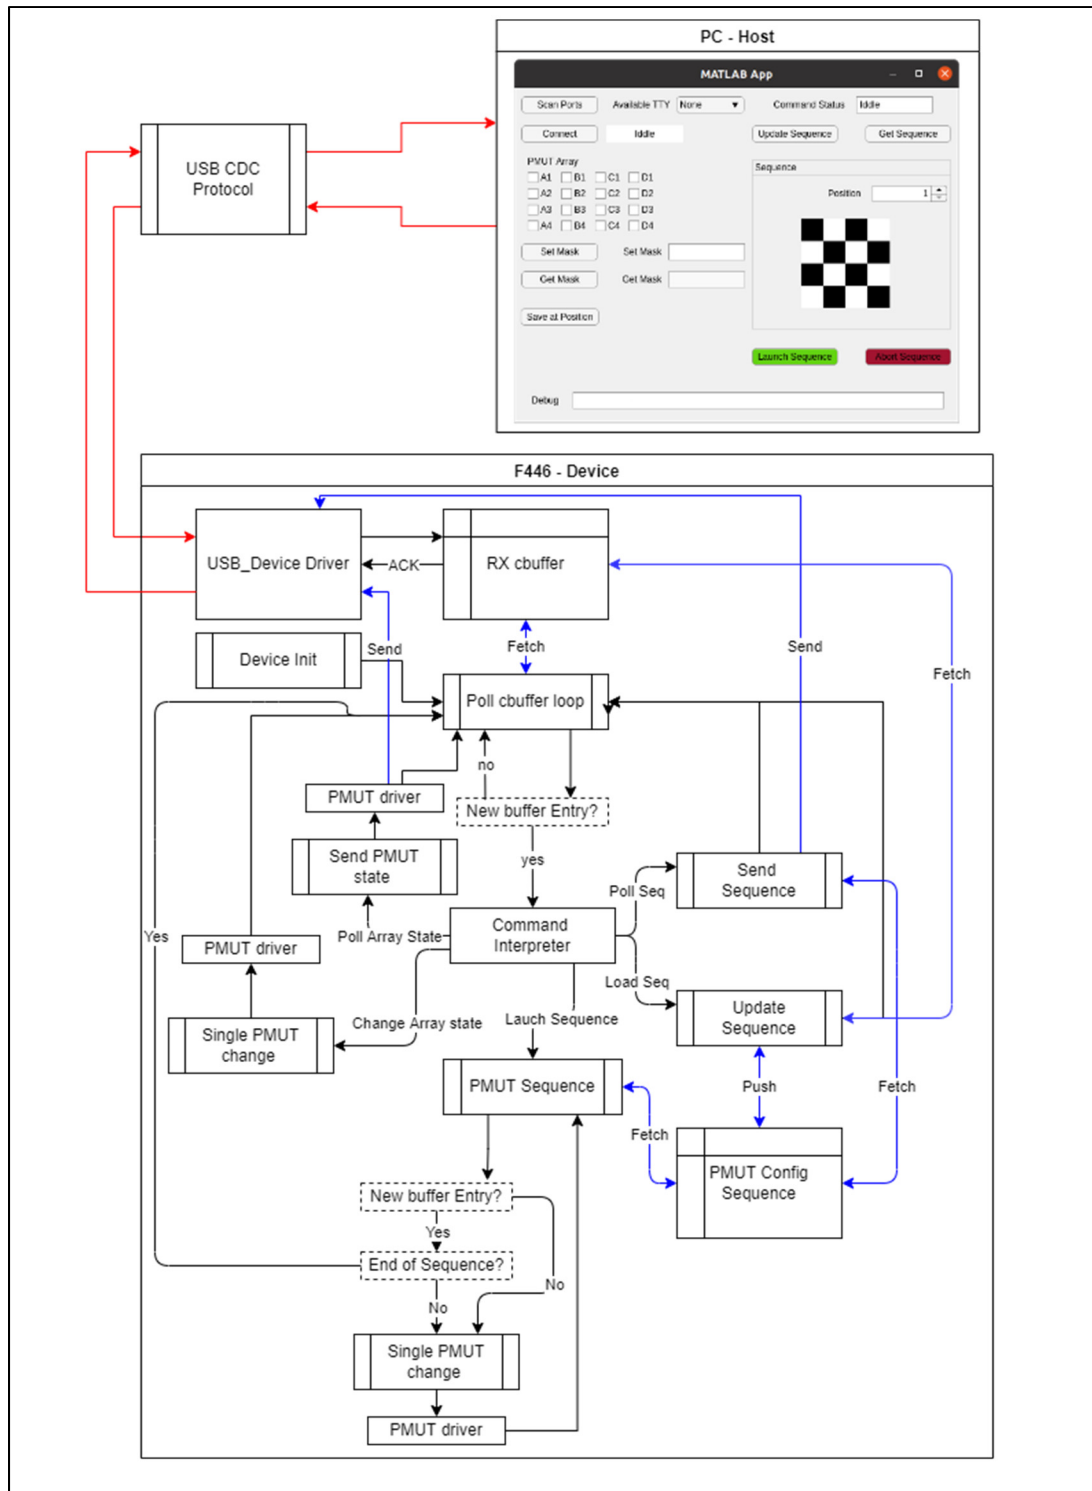 PC - Host
MATLAB App
Scan Ports Available TTY None Command Status Iddle
Connect Iddle Update Sequence Get Sequence
PMUT Array
A1 B1 C1 D1
A2 B2 C2 D2
A3 B3 C3 D3
A4 B4 C4 D4
Sequence
Position 1
Set Mask Set Mask
Get Mask Get Mask
Save at Position
Launch Sequence Abort Sequence
Debug
USB CDC
Protocol
F446 - Device
USB_Device Driver
ACK
RX cbuffer
Device Init
Send
Fetch
Send
Fetch
Poll cbuffer loop
no
PMUT driver
New buffer Entry?
Send PMUT
state
yes
Poll Seq
Send
Sequence
Yes
PMUT driver
Poll Array State
Command
Interpreter
Load Seq
Single PMUT
change
Change Array state
Lauch Sequence
Update
Sequence
PMUT Sequence
Push
Fetch
Fetch
PMUT Config
Sequence
New buffer Entry?
Yes
End of Sequence?
No
No
Single PMUT
change
PMUT driver